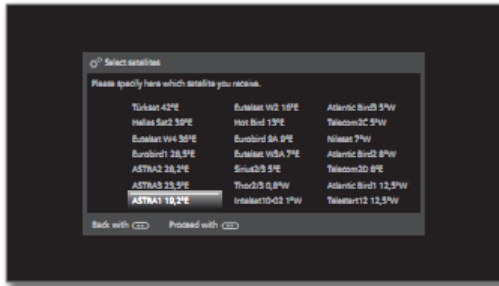 Select satellites
Please specify here which satellite you receive.
Türksat 42°E
Hellas Sat2 39°E
Eutelsat W4 36°E
Eurobird1 28,5°E
ASTRA2 28,2°E
ASTRA3 23,5°E
ASTRA1 19,2°E
Eutelsat W2 16°E
Hot Bird 13°E
Eurobird 9A 9°E
Eutelsat W3A 7°E
Sirius2/3 5°E
Thor2/3 0,8°W
Intelsat10-02 1°W
Atlantic Bird3 5°W
Telecom2C 5°W
Nilesat 7°W
Atlantic Bird2 8°W
Telecom2D 8°E
Atlantic Bird1 12,5°W
Telestar12 12,5°W
Back with
Proceed with